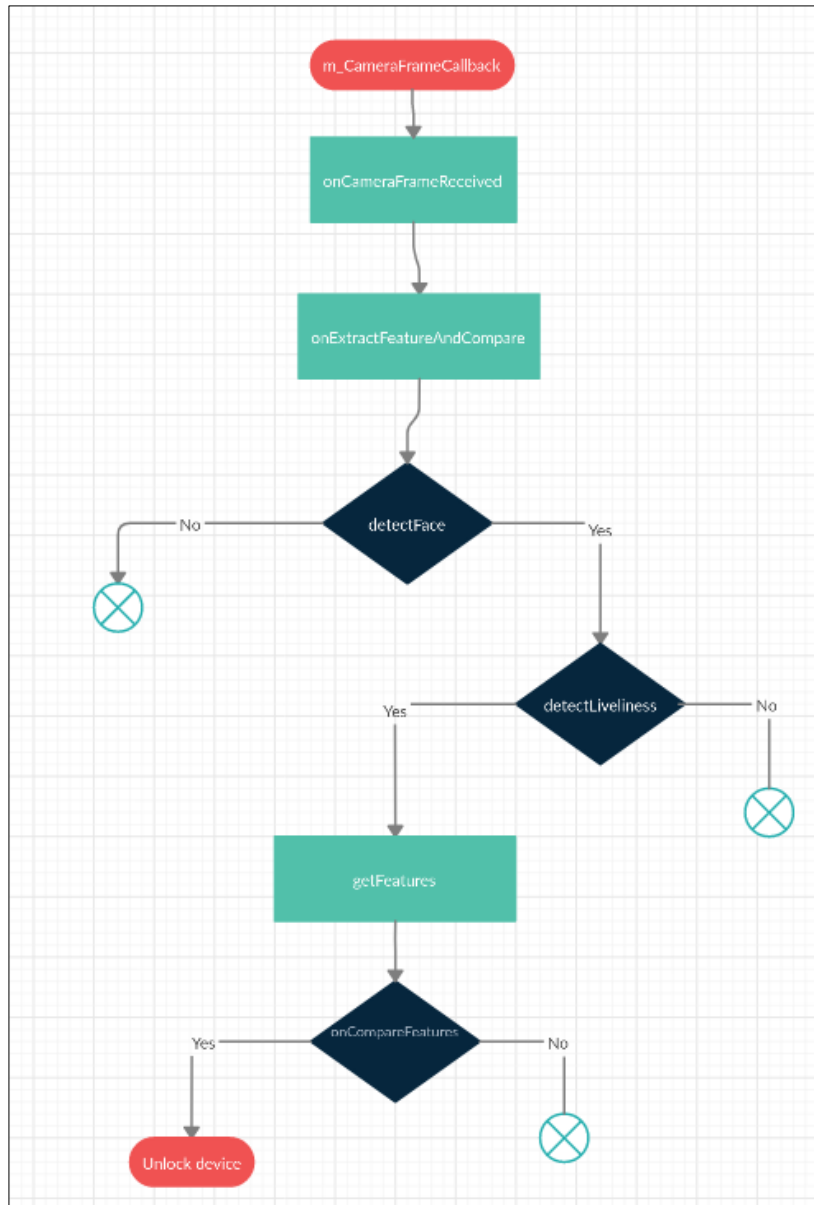 m_CameraFrameCallback
onCameraFrameReceived
onExtractFeatureAndCompare
detectFace
No
Yes
detectLiveliness
Yes
No
getFeatures
onCompareFeatures
Yes
No
Unlock device